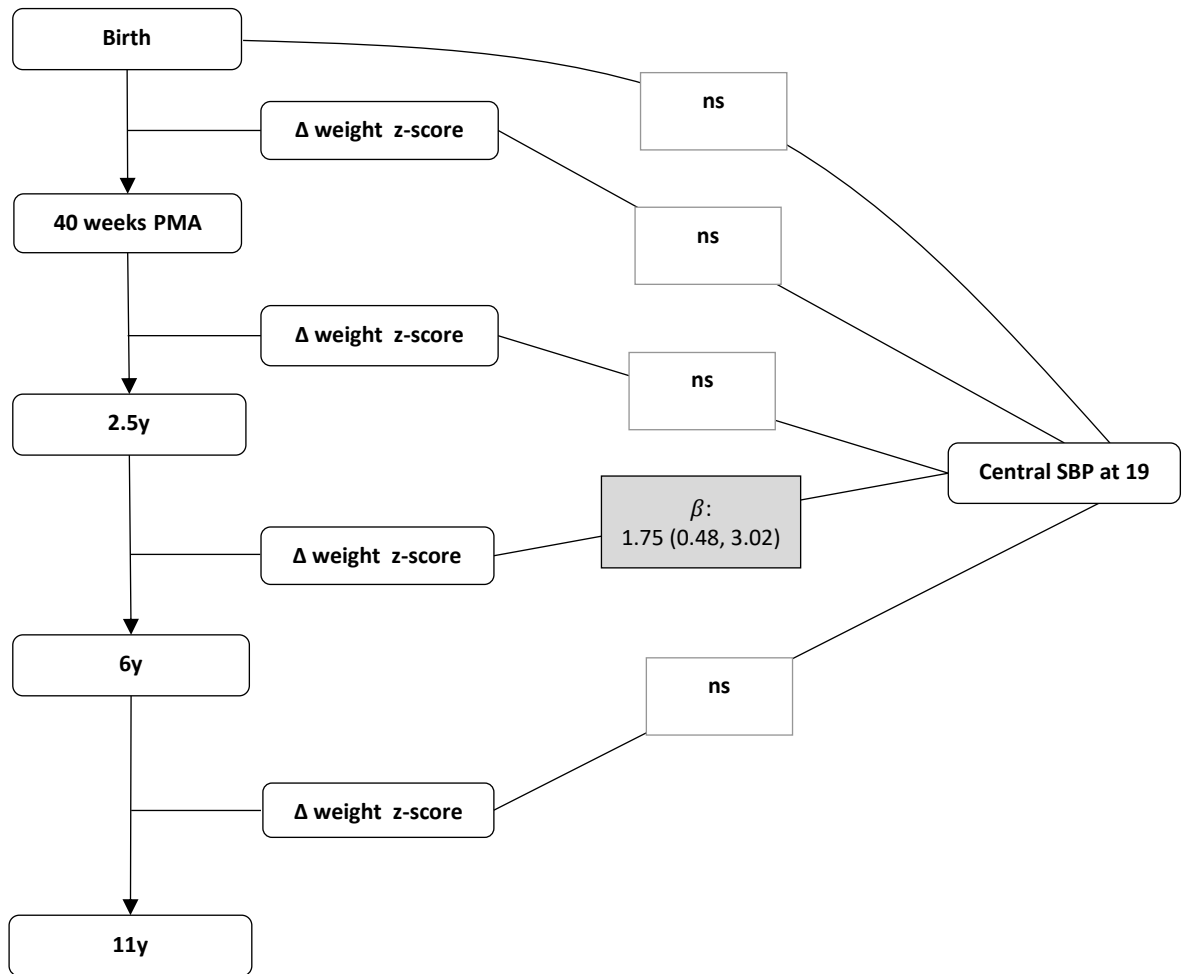 Birth
ns
Δ weight z-score
40 weeks PMA
ns
Δ weight z-score
ns
2.5y
Central SBP at 19
β:
1.75 (0.48, 3.02)
Δ weight z-score
6y
ns
Δ weight z-score
11y